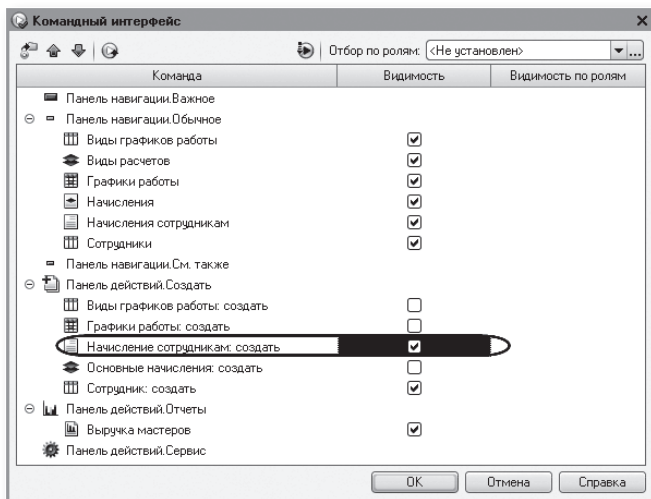 Командный интерфейс
Отбор по ролям: <Не установлен>
Команда Видимость Видимость по ролям
Панель навигации.Важное
Панель навигации.Обычное
Виды графиков работы
Виды расчетов
Графики работы
Начисления
Начисления сотрудникам
Сотрудники
Панель навигации.См. также
Панель действий.Создать
Виды графиков работы: создать
Графики работы: создать
Начисление сотрудникам: создать
Основные начисления: создать
Сотрудник: создать
Панель действий.Отчеты
Выручка мастеров
Панель действий.Сервис
OK Отмена Справка